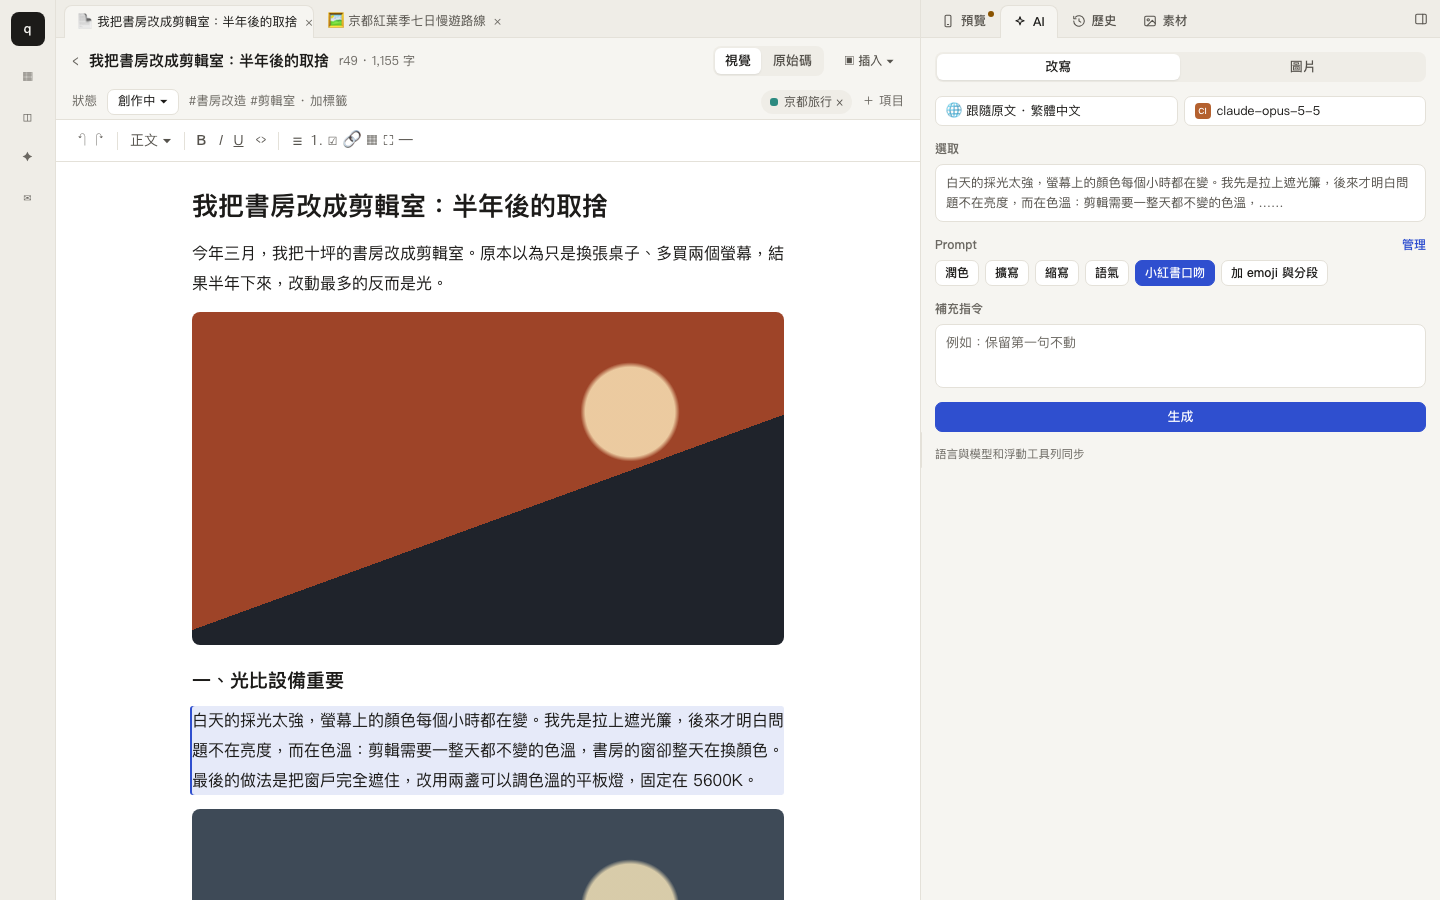 q
我把書房改成剪輯室：半年後的取捨 ×
京都紅葉季七日慢遊路線 ×
預覽
AI
歷史
素材
我把書房改成剪輯室：半年後的取捨 r49 · 1,155 字
視覺 原始碼
插入
狀態 創作中 #書房改造 #剪輯室 · 加標籤
京都旅行 × ＋ 項目
正文 B I U <> 1.
我把書房改成剪輯室：半年後的取捨
今年三月，我把十坪的書房改成剪輯室。原本以為只是換張桌子、多買兩個螢幕，結
果半年下來，改動最多的反而是光。
一、光比設備重要
白天的採光太強，螢幕上的顏色每個小時都在變。我先是拉上遮光簾，後來才明白問
題不在亮度，而在色溫：剪輯需要一整天都不變的色溫，書房的窗卻整天在換顏色。
最後的做法是把窗戶完全遮住，改用兩盞可以調色溫的平板燈，固定在 5600K。
改寫 圖片
跟隨原文 · 繁體中文
Cl claude-opus-5-5
選取
白天的採光太強，螢幕上的顏色每個小時都在變。我先是拉上遮光簾，後來才明白問
題不在亮度，而在色溫：剪輯需要一整天都不變的色溫，……
Prompt 管理
潤色 擴寫 縮寫 語氣 小紅書口吻 加 emoji 與分段
補充指令
例如：保留第一句不動
生成
語言與模型和浮動工具列同步